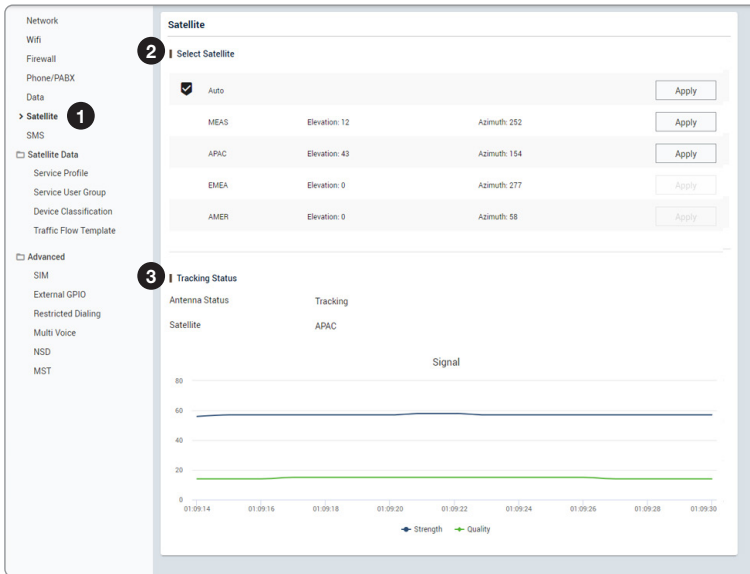 Network
Wifi
Firewall
Phone/PABX
Data
> Satellite 1
SMS
Satellite Data
Service Profile
Service User Group
Device Classification
Traffic Flow Template
Advanced
SIM
External GPIO
Restricted Dialing
Multi Voice
NSD
MST
Satellite
2 Select Satellite
Auto Apply
MEAS Elevation: 12 Azimuth: 252 Apply
APAC Elevation: 43 Azimuth: 154 Apply
EMEA Elevation: 0 Azimuth: 277 Apply
AMER Elevation: 0 Azimuth: 58 Apply
3 Tracking Status
Antenna Status Tracking
Satellite APAC
Signal
80
60
40
20
0
01:09:14 01:09:16 01:09:18 01:09:20 01:09:22 01:09:24 01:09:26 01:09:28 01:09:30
Strength Quality